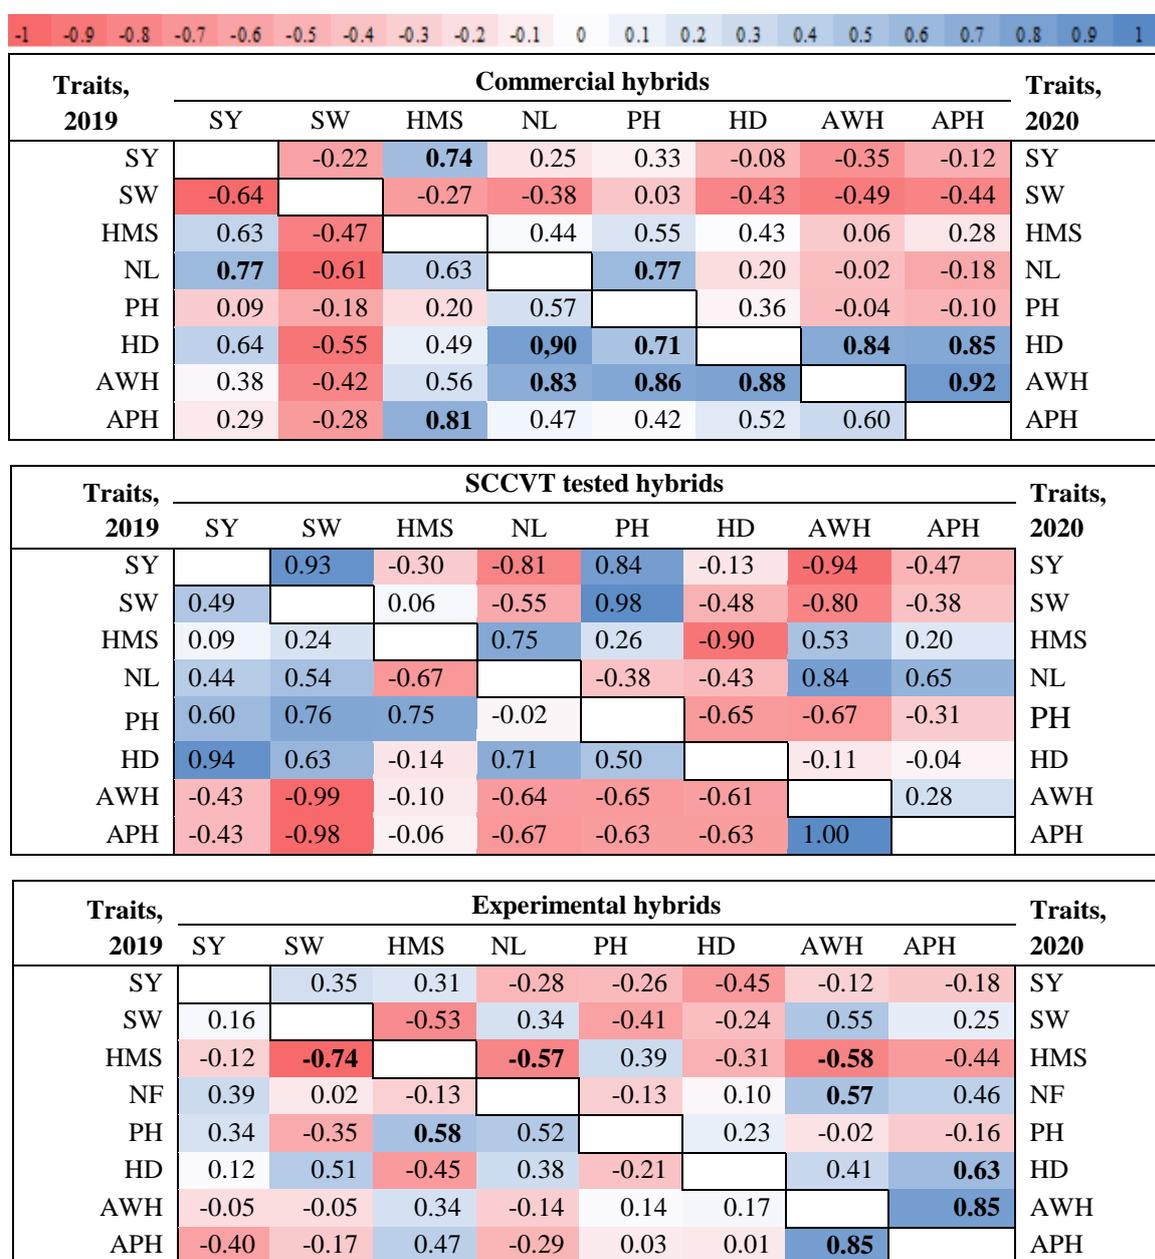 -1 -0.9 -0.8 -0.7 -0.6 -0.5 -0.4 -0.3 -0.2 -0.1 0 0.1 0.2 0.3 0.4 0.5 0.6 0.7 0.8 0.9 1
Traits, Commercial hybrids Traits,
2019 SY SW HMS NL PH HD AWH APH 2020
SY -0.22 0.74 0.25 0.33 -0.08 -0.35 -0.12 SY
SW -0.64 -0.27 -0.38 0.03 -0.43 -0.49 -0.44 SW
HMS 0.63 -0.47 0.44 0.55 0.43 0.06 0.28 HMS
NL 0.77 -0.61 0.63 0.77 0.20 -0.02 -0.18 NL
PH 0.09 -0.18 0.20 0.57 0.36 -0.04 -0.10 PH
HD 0.64 -0.55 0.49 0,90 0.71 0.84 0.85 HD
AWH 0.38 -0.42 0.56 0.83 0.86 0.88 0.92 AWH
APH 0.29 -0.28 0.81 0.47 0.42 0.52 0.60 APH
Traits, SCCVT tested hybrids Traits,
2019 SY SW HMS NL PH HD AWH APH 2020
SY 0.93 -0.30 -0.81 0.84 -0.13 -0.94 -0.47 SY
SW 0.49 0.06 -0.55 0.98 -0.48 -0.80 -0.38 SW
HMS 0.09 0.24 0.75 0.26 -0.90 0.53 0.20 HMS
NL 0.44 0.54 -0.67 -0.38 -0.43 0.84 0.65 NL
PH 0.60 0.76 0.75 -0.02 -0.65 -0.67 -0.31 PH
HD 0.94 0.63 -0.14 0.71 0.50 -0.11 -0.04 HD
AWH -0.43 -0.99 -0.10 -0.64 -0.65 -0.61 0.28 AWH
APH -0.43 -0.98 -0.06 -0.67 -0.63 -0.63 1.00 APH
Traits, Experimental hybrids Traits,
2019 SY SW HMS NL PH HD AWH APH 2020
SY 0.35 0.31 -0.28 -0.26 -0.45 -0.12 -0.18 SY
SW 0.16 -0.53 0.34 -0.41 -0.24 0.55 0.25 SW
HMS -0.12 -0.74 -0.57 0.39 -0.31 -0.58 -0.44 HMS
NF 0.39 0.02 -0.13 -0.13 0.10 0.57 0.46 NF
PH 0.34 -0.35 0.58 0.52 0.23 -0.02 -0.16 PH
HD 0.12 0.51 -0.45 0.38 -0.21 0.41 0.63 HD
AWH -0.05 -0.05 0.34 -0.14 0.14 0.17 0.85 AWH
APH -0.40 -0.17 0.47 -0.29 0.03 0.01 0.85 APH